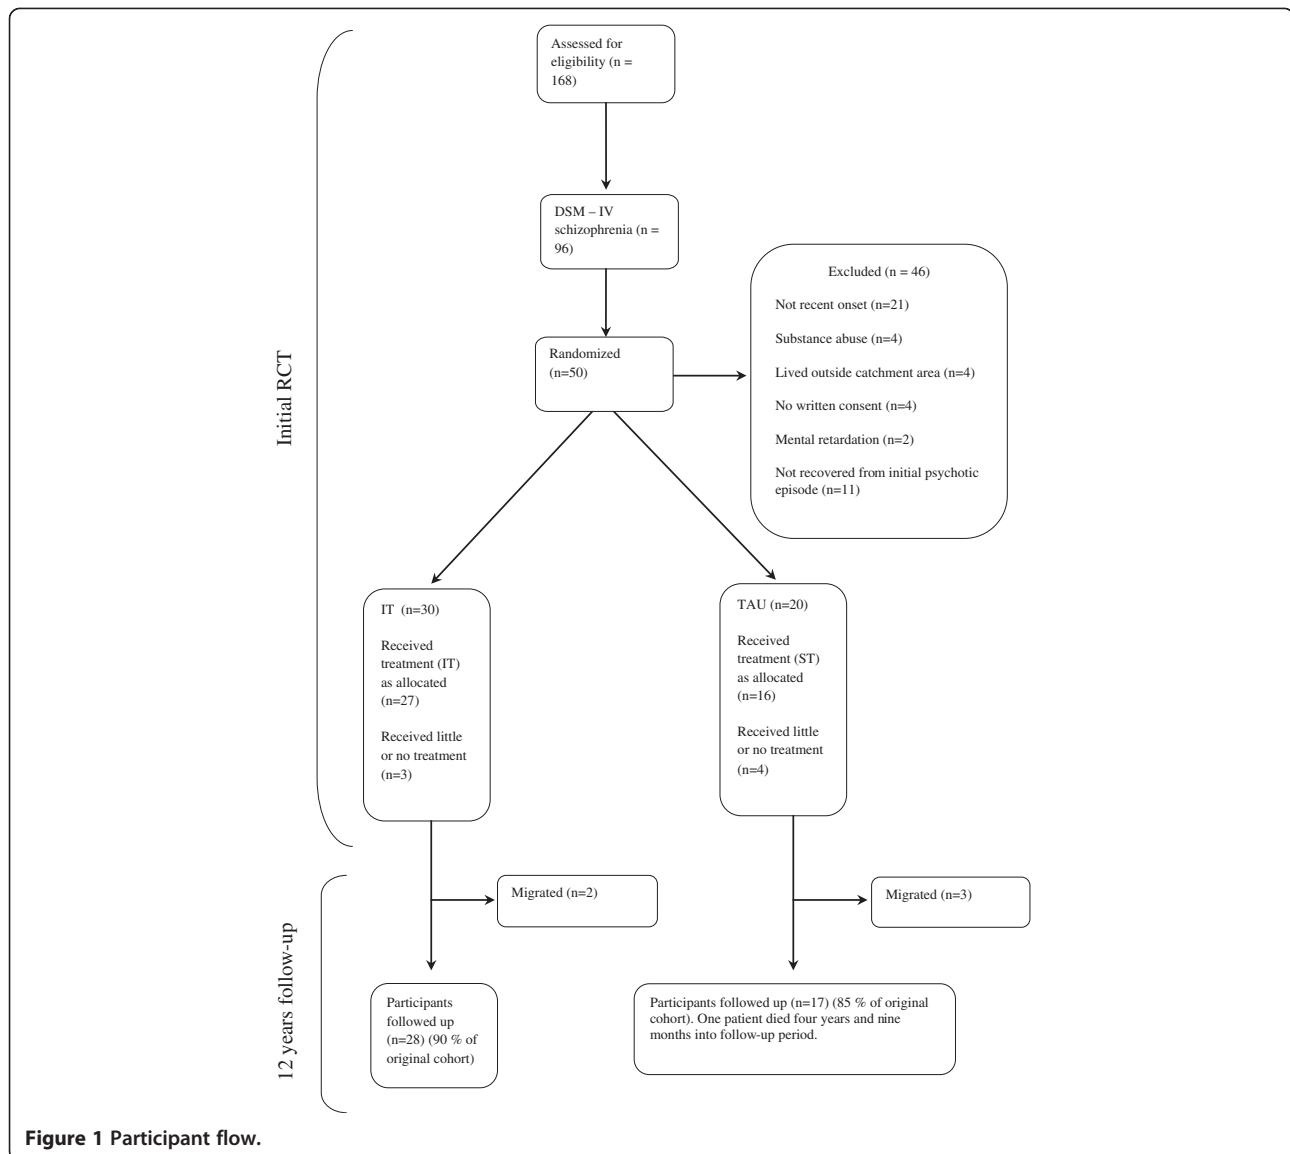 Assessed for
eligibility (n =
168)
DSM – IV
schizophrenia (n =
96)
Excluded (n = 46)
Not recent onset (n=21)
Substance abuse (n=4)
Lived outside catchment area (n=4)
No written consent (n=4)
Mental retardation (n=2)
Not recovered from initial psychotic
episode (n=11)
Randomized
(n=50)
Initial RCT
IT (n=30)
Received
treatment (IT)
as allocated
(n=27)
Received little
or no treatment
(n=3)
TAU (n=20)
Received
treatment (ST)
as allocated
(n=16)
Received little
or no treatment
(n=4)
12 years follow-up
Migrated (n=2)
Migrated (n=3)
Participants
followed up
(n=28) (90 % of
original cohort)
Participants followed up (n=17) (85 % of original
cohort). One patient died four years and nine
months into follow-up period.
Figure 1 Participant flow.